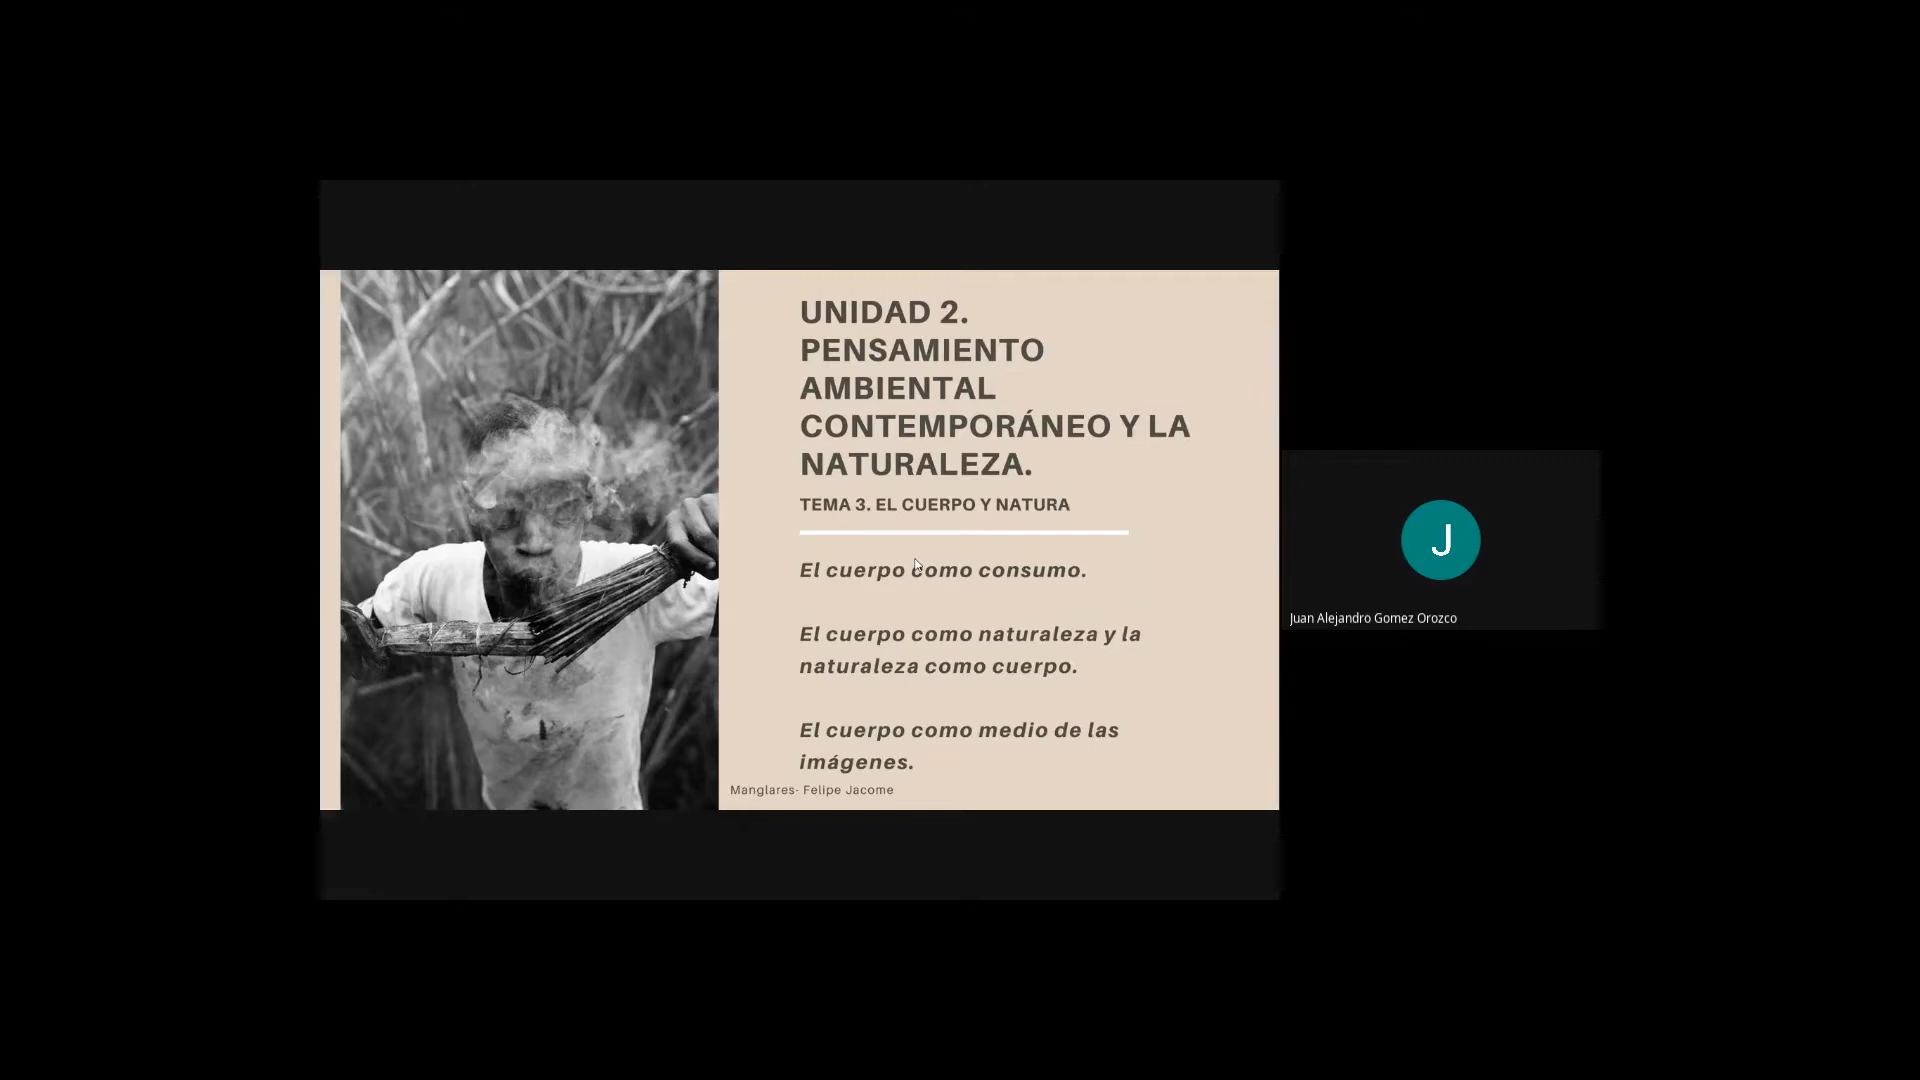 UNIDAD 2.
PENSAMIENTO
AMBIENTAL
CONTEMPORÁNEO Y LA
NATURALEZA.
TEMA 3. EL CUERPO Y NATURA
El cuerpo como consumo.
El cuerpo como naturaleza y la
naturaleza como cuerpo.
El cuerpo como medio de las
imágenes.
Manglares- Felipe Jacome
J
Juan Alejandro Gomez Orozco